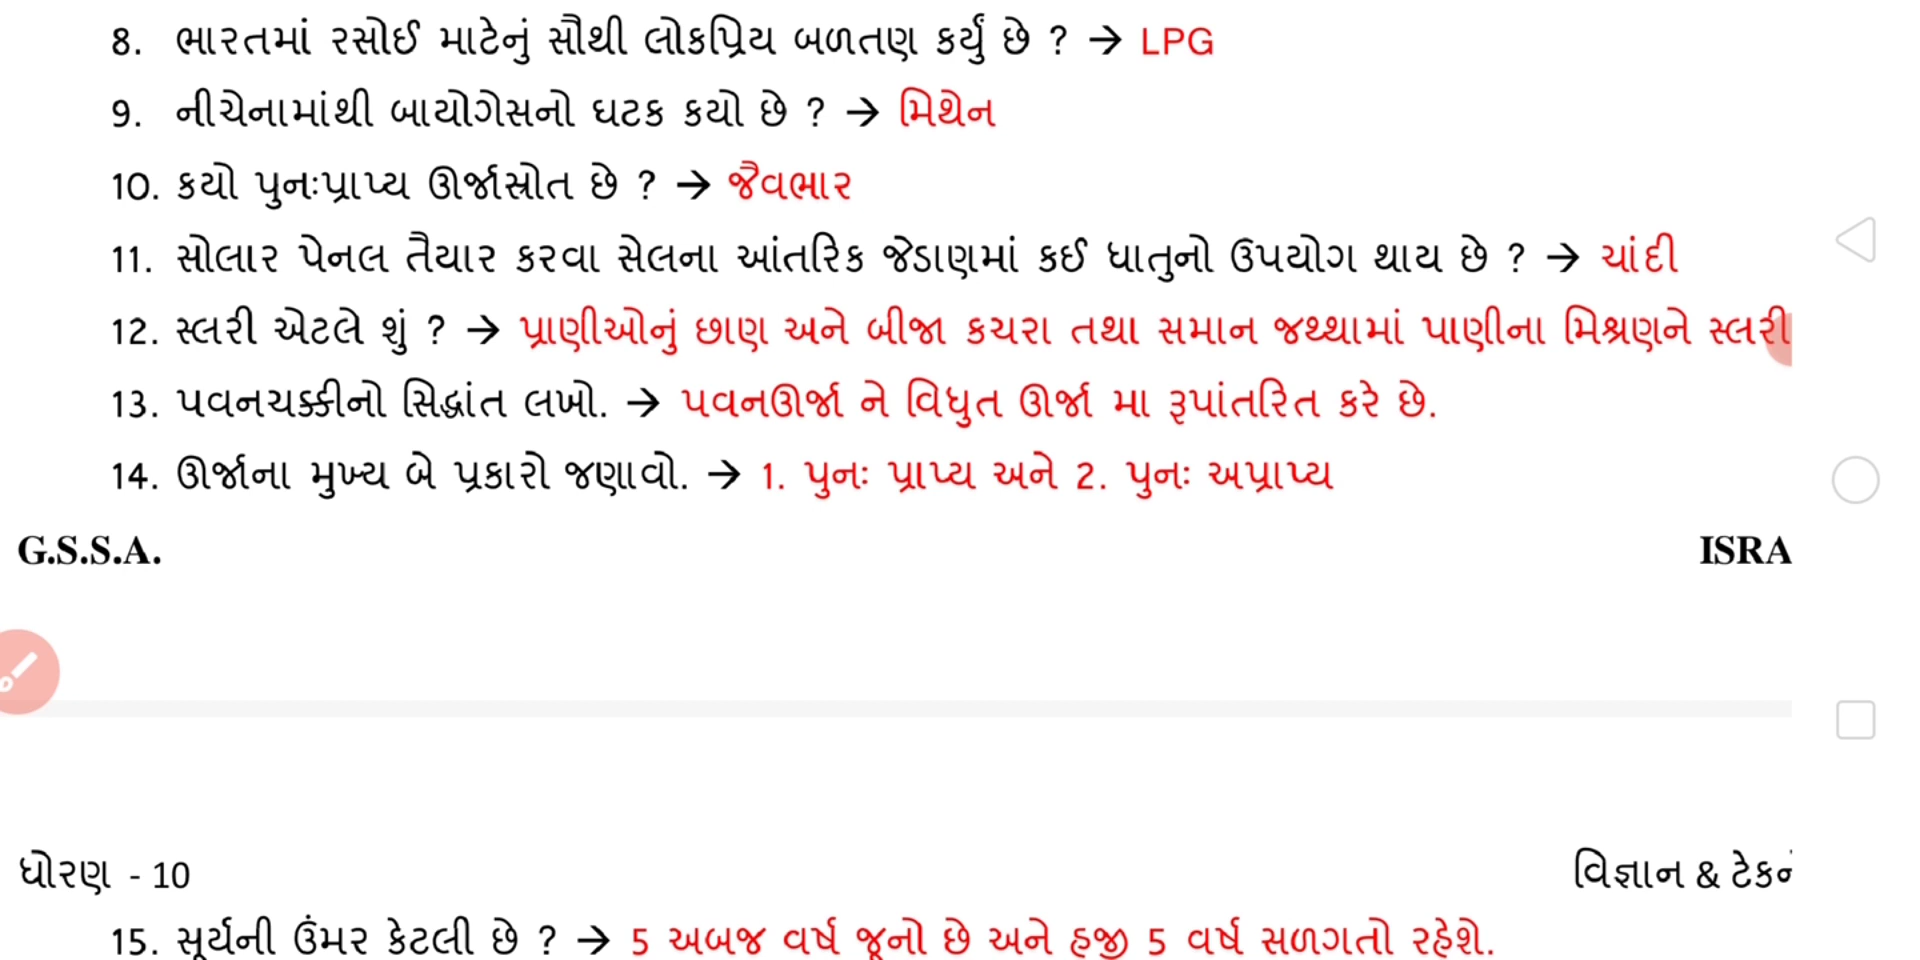 8. ભારતમાં રસોઈ માટેનું સૌથી લોકપ્રિય બળતણ કર્યું છે ? → LPG
9. નીચેનામાંથી બાયોગેસનો ઘટક કયો છે ? → મિથેન
10. કયો પુનઃપ્રાપ્ય ઊર્જાસ્રોત છે ? → જૈવભાર
11. સોલાર પેનલ તૈયાર કરવા સેલના આંતરિક જેડાણમાં કઈ ધાતુનો ઉપયોગ થાય છે ? → ચાંદી
12. સ્લરી એટલે શું ? → પ્રાણીઓનું છાણ અને બીજા કચરા તથા સમાન જથ્થામાં પાણીના મિશ્રણને સ્લરી
13. પવનચક્કીનો સિદ્ધાંત લખો. → પવનઊર્જા ને વિધુત ઊર્જા મા રૂપાંતરિત કરે છે.
14. ઊર્જાના મુખ્ય બે પ્રકારો જણાવો. → 1. પુનઃ પ્રાપ્ય અને 2. પુનઃ અપ્રાપ્ય
G.S.S.A. ISRA
ધોરણ - 10 વિજ્ઞાન &
15. સૂર્યની ઉંમર કેટલી છે ? → 5 અબજ વર્ષ જૂનો છે અને હજી 5 વર્ષ સળગતો રહેશે.